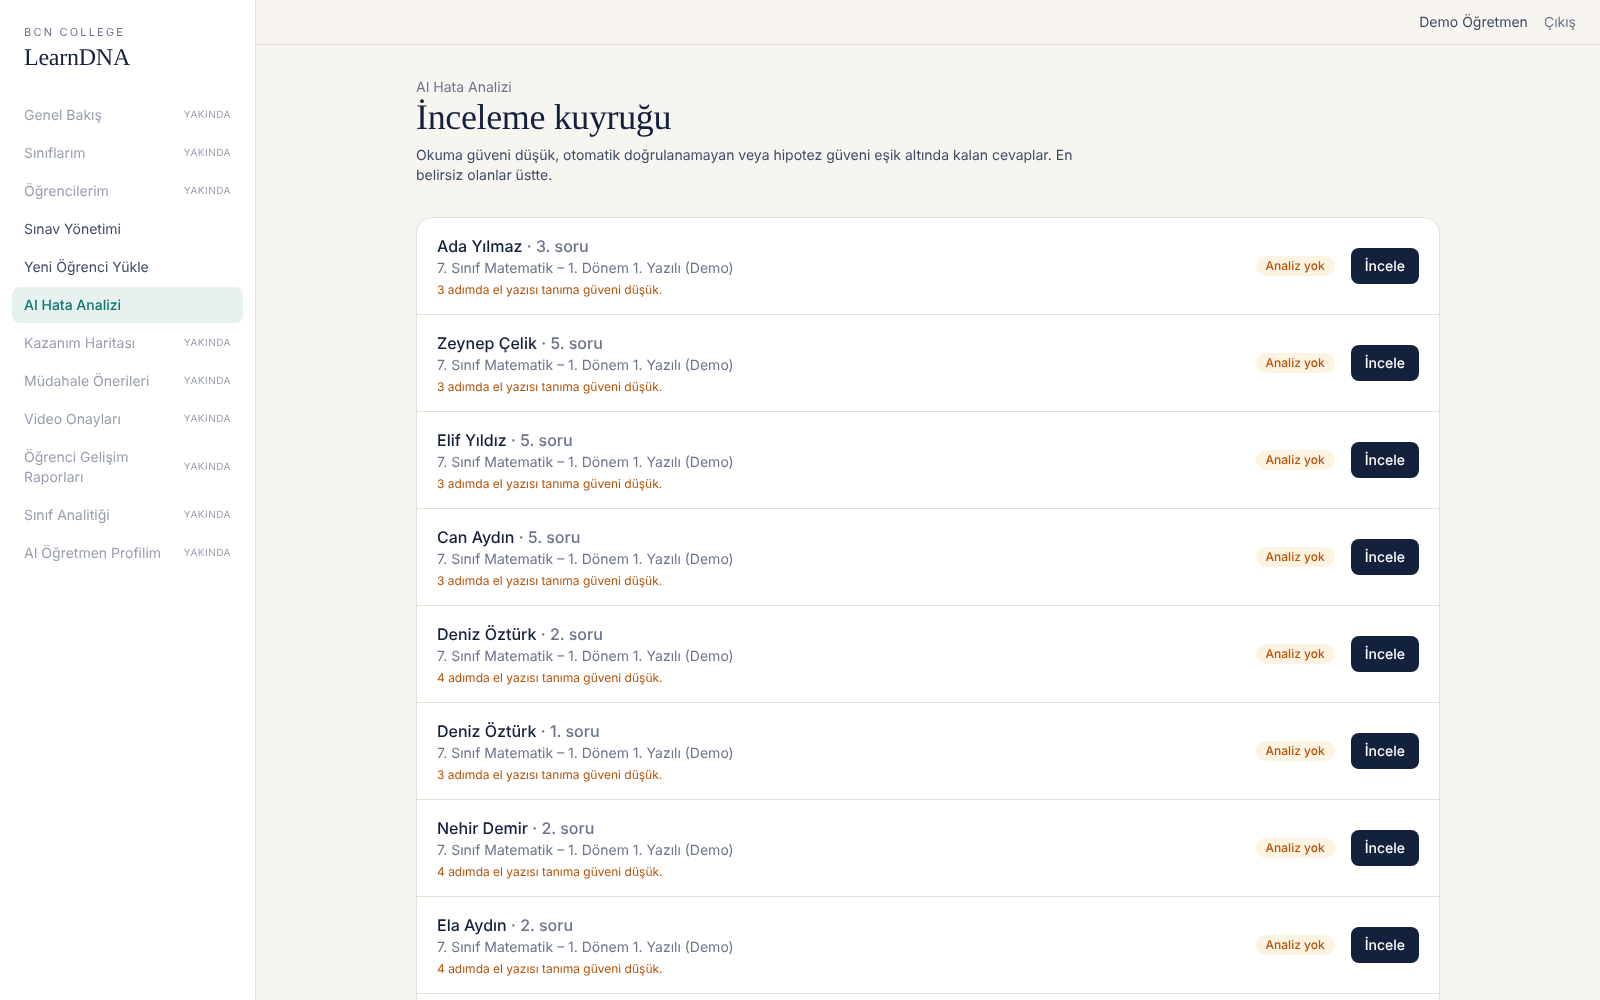 BCN COLLEGE
LearnDNA
Genel Bakış YAKINDA
Sınıflarım YAKINDA
Öğrencilerim YAKINDA
Sınav Yönetimi
Yeni Öğrenci Yükle
AI Hata Analizi
Kazanım Haritası YAKINDA
Müdahale Önerileri YAKINDA
Video Onayları YAKINDA
Öğrenci Gelişim
Raporları YAKINDA
Sınıf Analitiği YAKINDA
AI Öğretmen Profilim YAKINDA
Demo Öğretmen Çıkış
AI Hata Analizi
İnceleme kuyruğu
Okuma güveni düşük, otomatik doğrulanamayan veya hipotez güveni eşik altında kalan cevaplar. En
belirsiz olanlar üstte.
Ada Yılmaz · 3. soru
7. Sınıf Matematik – 1. Dönem 1. Yazılı (Demo)
3 adımda el yazısı tanıma güveni düşük.
Analiz yok İncele
Zeynep Çelik · 5. soru
7. Sınıf Matematik – 1. Dönem 1. Yazılı (Demo)
3 adımda el yazısı tanıma güveni düşük.
Analiz yok İncele
Elif Yıldız · 5. soru
7. Sınıf Matematik – 1. Dönem 1. Yazılı (Demo)
3 adımda el yazısı tanıma güveni düşük.
Analiz yok İncele
Can Aydın · 5. soru
7. Sınıf Matematik – 1. Dönem 1. Yazılı (Demo)
3 adımda el yazısı tanıma güveni düşük.
Analiz yok İncele
Deniz Öztürk · 2. soru
7. Sınıf Matematik – 1. Dönem 1. Yazılı (Demo)
4 adımda el yazısı tanıma güveni düşük.
Analiz yok İncele
Deniz Öztürk · 1. soru
7. Sınıf Matematik – 1. Dönem 1. Yazılı (Demo)
3 adımda el yazısı tanıma güveni düşük.
Analiz yok İncele
Nehir Demir · 2. soru
7. Sınıf Matematik – 1. Dönem 1. Yazılı (Demo)
4 adımda el yazısı tanıma güveni düşük.
Analiz yok İncele
Ela Aydın · 2. soru
7. Sınıf Matematik – 1. Dönem 1. Yazılı (Demo)
4 adımda el yazısı tanıma güveni düşük.
Analiz yok İncele